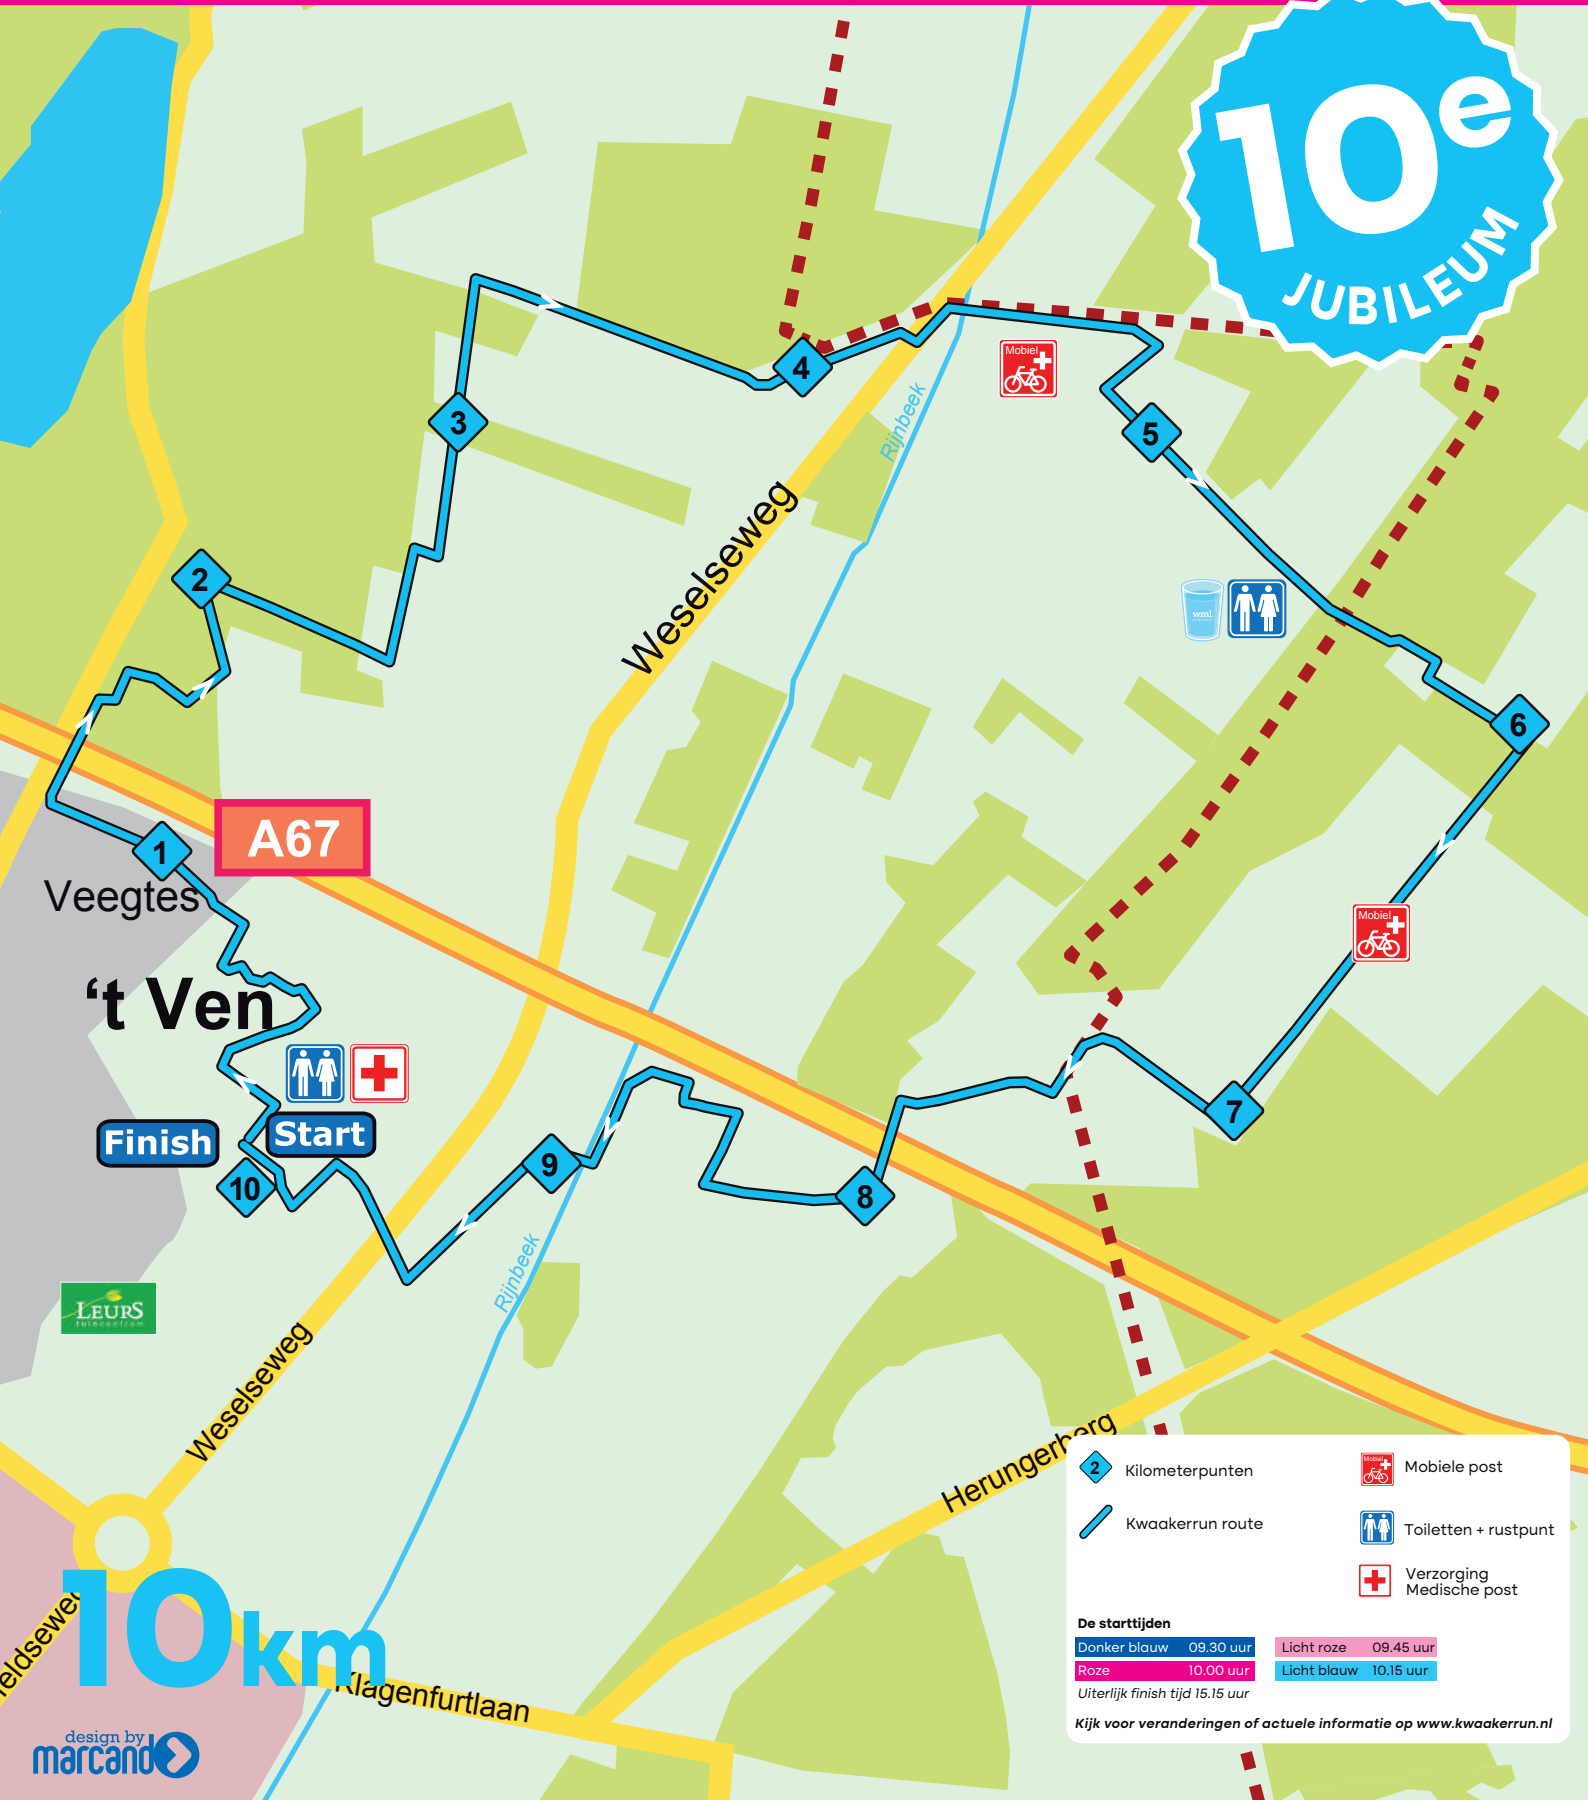 10e
JUBILEUM
Mobiel
4
3
5
Rijnbeek
Weselseweg
2
wml
6
A67
1
Veegtes
Mobiel
't Ven
7
Finish
Start
9
10
8
Rijnbeek
LEURS
tuincentrum
Weselseweg
Herungerberg
2 Kilometerpunten
Kwaakerrun route
Mobiel
Mobiele post
Toiletten + rustpunt
Verzorging
Medische post
De starttijden
Donker blauw 09.30 uur
Licht roze 09.45 uur
Roze 10.00 uur
Licht blauw 10.15 uur
Uiterlijk finish tijd 15.15 uur
Kijk voor veranderingen of actuele informatie op www.kwaakerrun.nl
10km
Klagenfurtlaan
design by
marcando